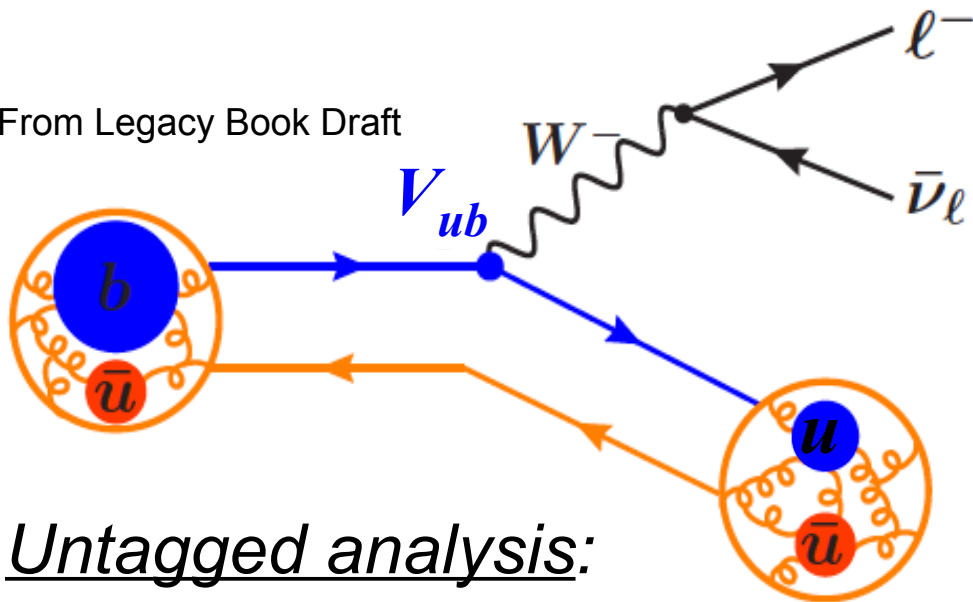 ℓ⁻
From Legacy Book Draft
W⁻
V_ub
ν̄_ℓ
b
ū
u
ū
Untagged analysis: